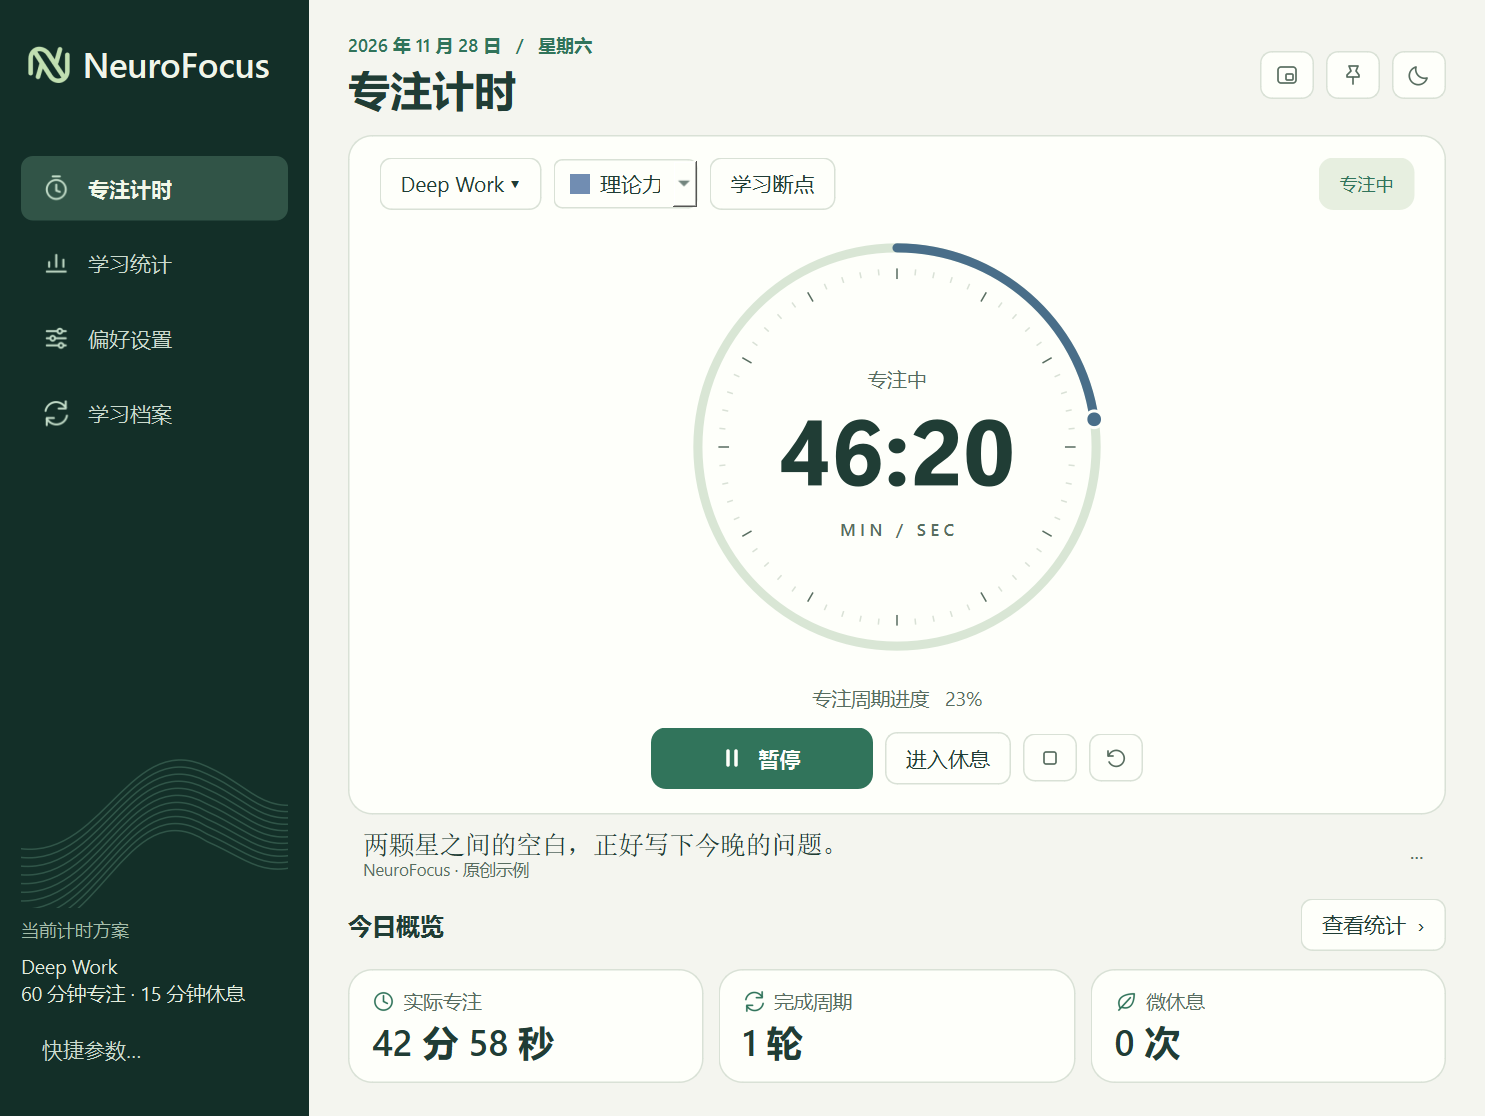 NeuroFocus
专注计时
学习统计
偏好设置
学习档案
当前计时方案
Deep Work
60 分钟专注 · 15 分钟休息
快捷参数...
2026 年 11 月 28 日 / 星期六
专注计时
Deep Work ▾
理论力
学习断点
专注中
专注中
46:20
MIN / SEC
专注周期进度 23%
暂停
进入休息
两颗星之间的空白，正好写下今晚的问题。
NeuroFocus · 原创示例
...
今日概览
查看统计 ›
实际专注
42 分 58 秒
完成周期
1 轮
微休息
0 次